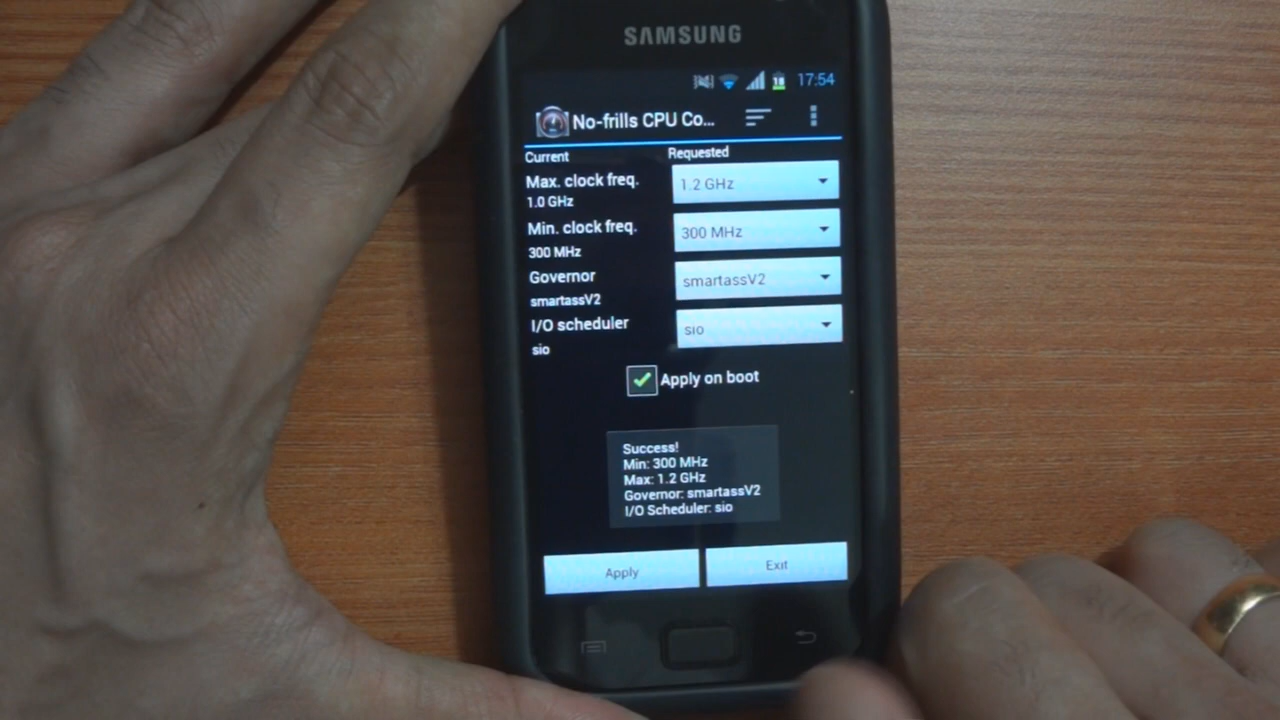 SAMSUNG
17:54
No-frills CPU Co...
Current
Requested
Max. clock freq.
1.0 GHz
1.2 GHz
Min. clock freq.
300 MHz
300 MHz
Governor
smartassV2
smartassV2
I/O scheduler
sio
sio
Apply on boot
Success!
Min: 300 MHz
Max: 1.2 GHz
Governor: smartassV2
I/O Scheduler: sio
Apply
Exit